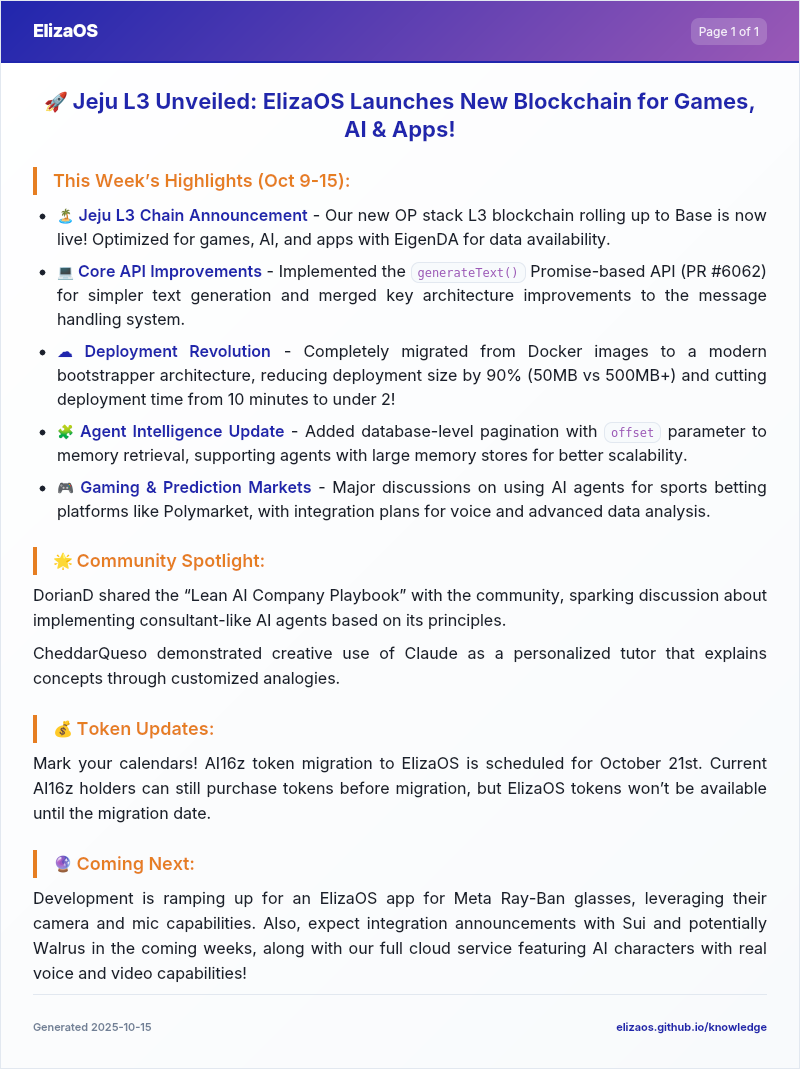 ElizaOS
Page 1 of 1
🚀 Jeju L3 Unveiled: ElizaOS Launches New Blockchain for Games,
AI & Apps!
This Week’s Highlights (Oct 9-15):
• 🏝️ Jeju L3 Chain Announcement - Our new OP stack L3 blockchain rolling up to Base is now
live! Optimized for games, AI, and apps with EigenDA for data availability.
• 💻 Core API Improvements - Implemented the generateText() Promise-based API (PR #6062)
for simpler text generation and merged key architecture improvements to the message
handling system.
• ☁ Deployment Revolution - Completely migrated from Docker images to a modern
bootstrapper architecture, reducing deployment size by 90% (50MB vs 500MB+) and cutting
deployment time from 10 minutes to under 2!
• 🧩 Agent Intelligence Update - Added database-level pagination with offset parameter to
memory retrieval, supporting agents with large memory stores for better scalability.
• 🎮 Gaming & Prediction Markets - Major discussions on using AI agents for sports betting
platforms like Polymarket, with integration plans for voice and advanced data analysis.
🌟 Community Spotlight:
DorianD shared the “Lean AI Company Playbook” with the community, sparking discussion about
implementing consultant-like AI agents based on its principles.
CheddarQueso demonstrated creative use of Claude as a personalized tutor that explains
concepts through customized analogies.
💰 Token Updates:
Mark your calendars! AI16z token migration to ElizaOS is scheduled for October 21st. Current
AI16z holders can still purchase tokens before migration, but ElizaOS tokens won’t be available
until the migration date.
🔮 Coming Next:
Development is ramping up for an ElizaOS app for Meta Ray-Ban glasses, leveraging their
camera and mic capabilities. Also, expect integration announcements with Sui and potentially
Walrus in the coming weeks, along with our full cloud service featuring AI characters with real
voice and video capabilities!
Generated 2025-10-15
elizaos.github.io/knowledge